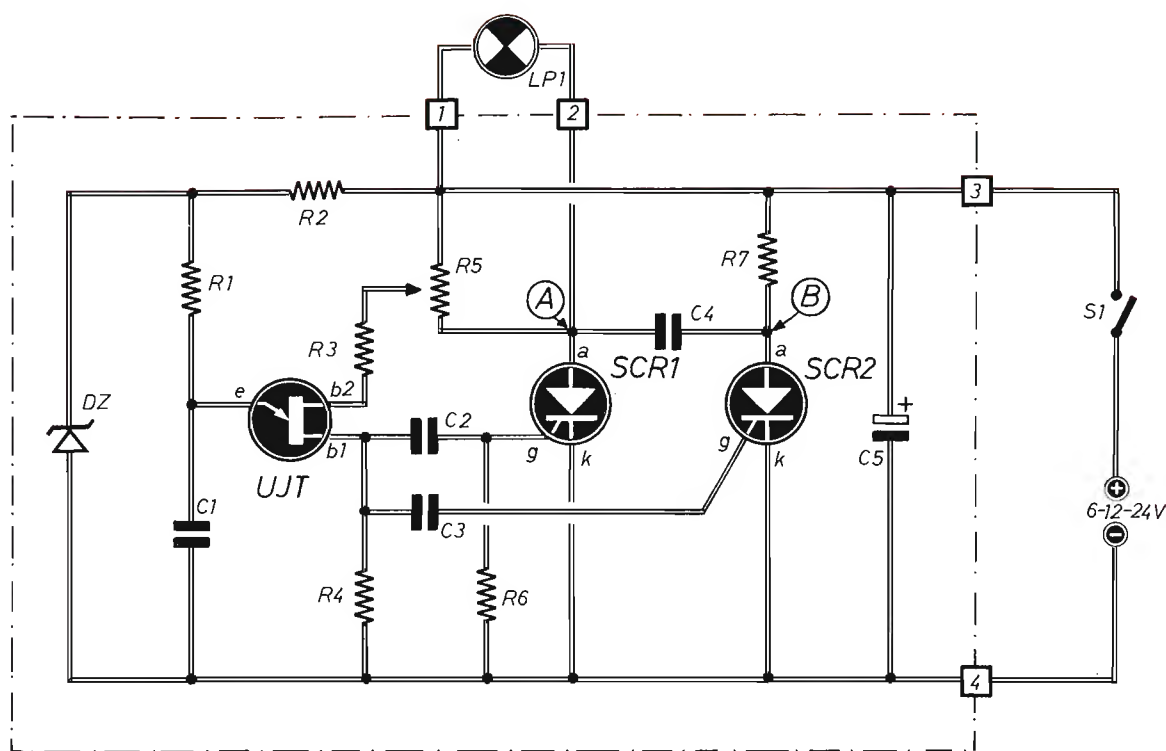 LP1
1
2
3
R2
R1
R5
R7
A
B
C4
S1
R3
a
SCR1
a
SCR2
e
b2
DZ
C2
+
b1
g
k
g
k
C5
UJT
C1
C3
+
6-12-24V
-
R4
R6
4